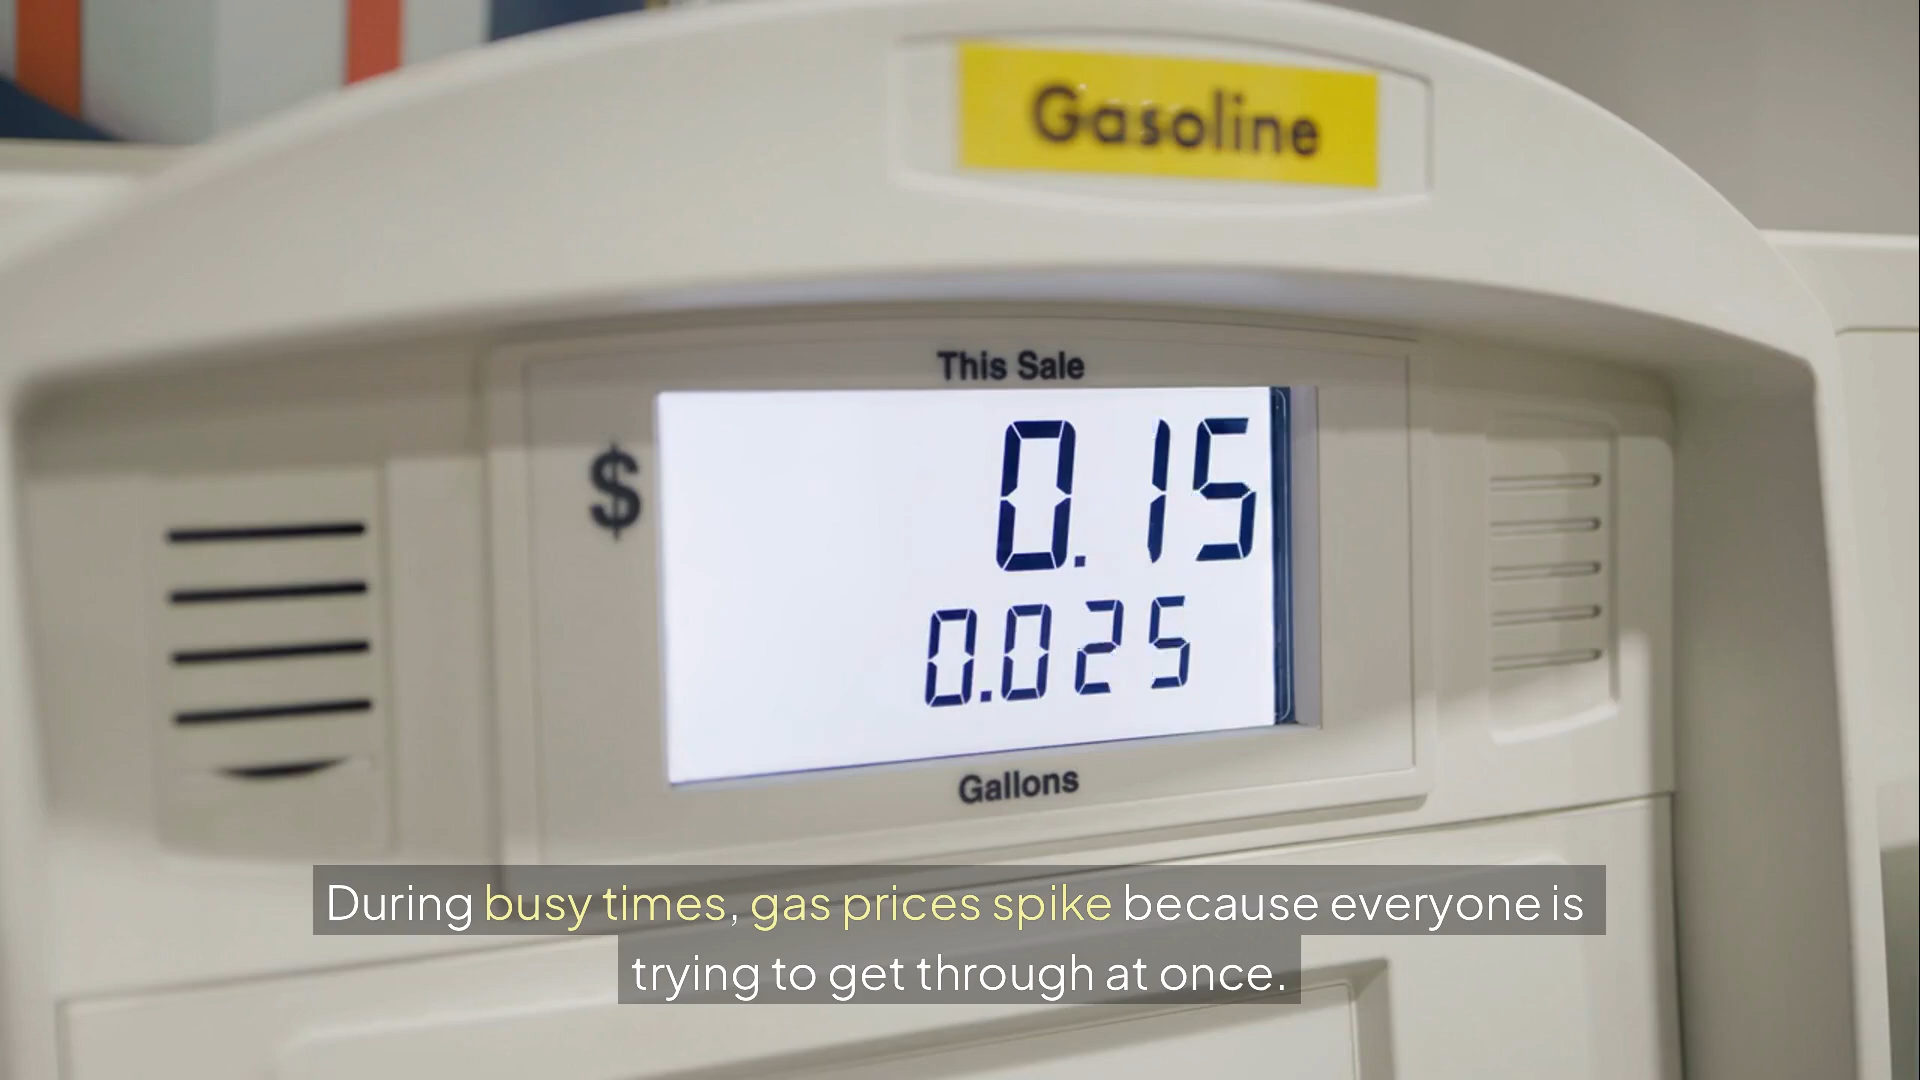 Gasoline
This Sale
$
0.15
0.025
Gallons
During busy times, gas prices spike because everyone is
trying to get through at once.